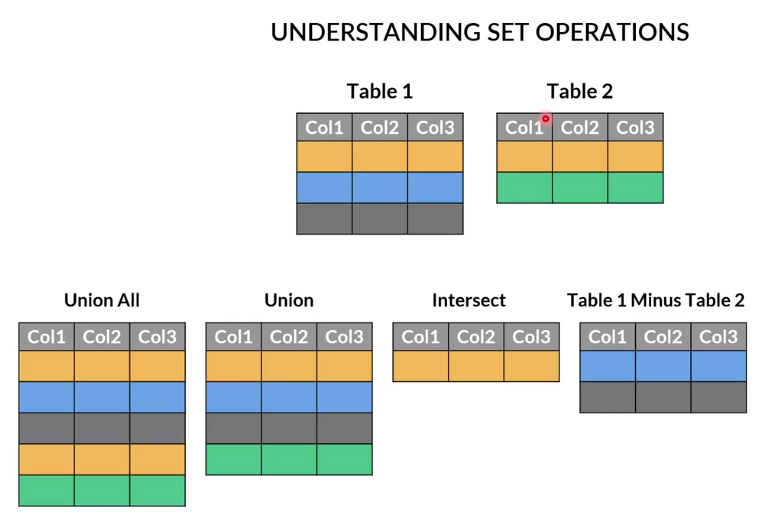 UNDERSTANDING SET OPERATIONS
Table 1
Table 2
Col1 Col2 Col3
Col1 Col2 Col3
Union All
Union
Intersect
Table 1 Minus Table 2
Col1 Col2 Col3
Col1 Col2 Col3
Col1 Col2 Col3
Col1 Col2 Col3